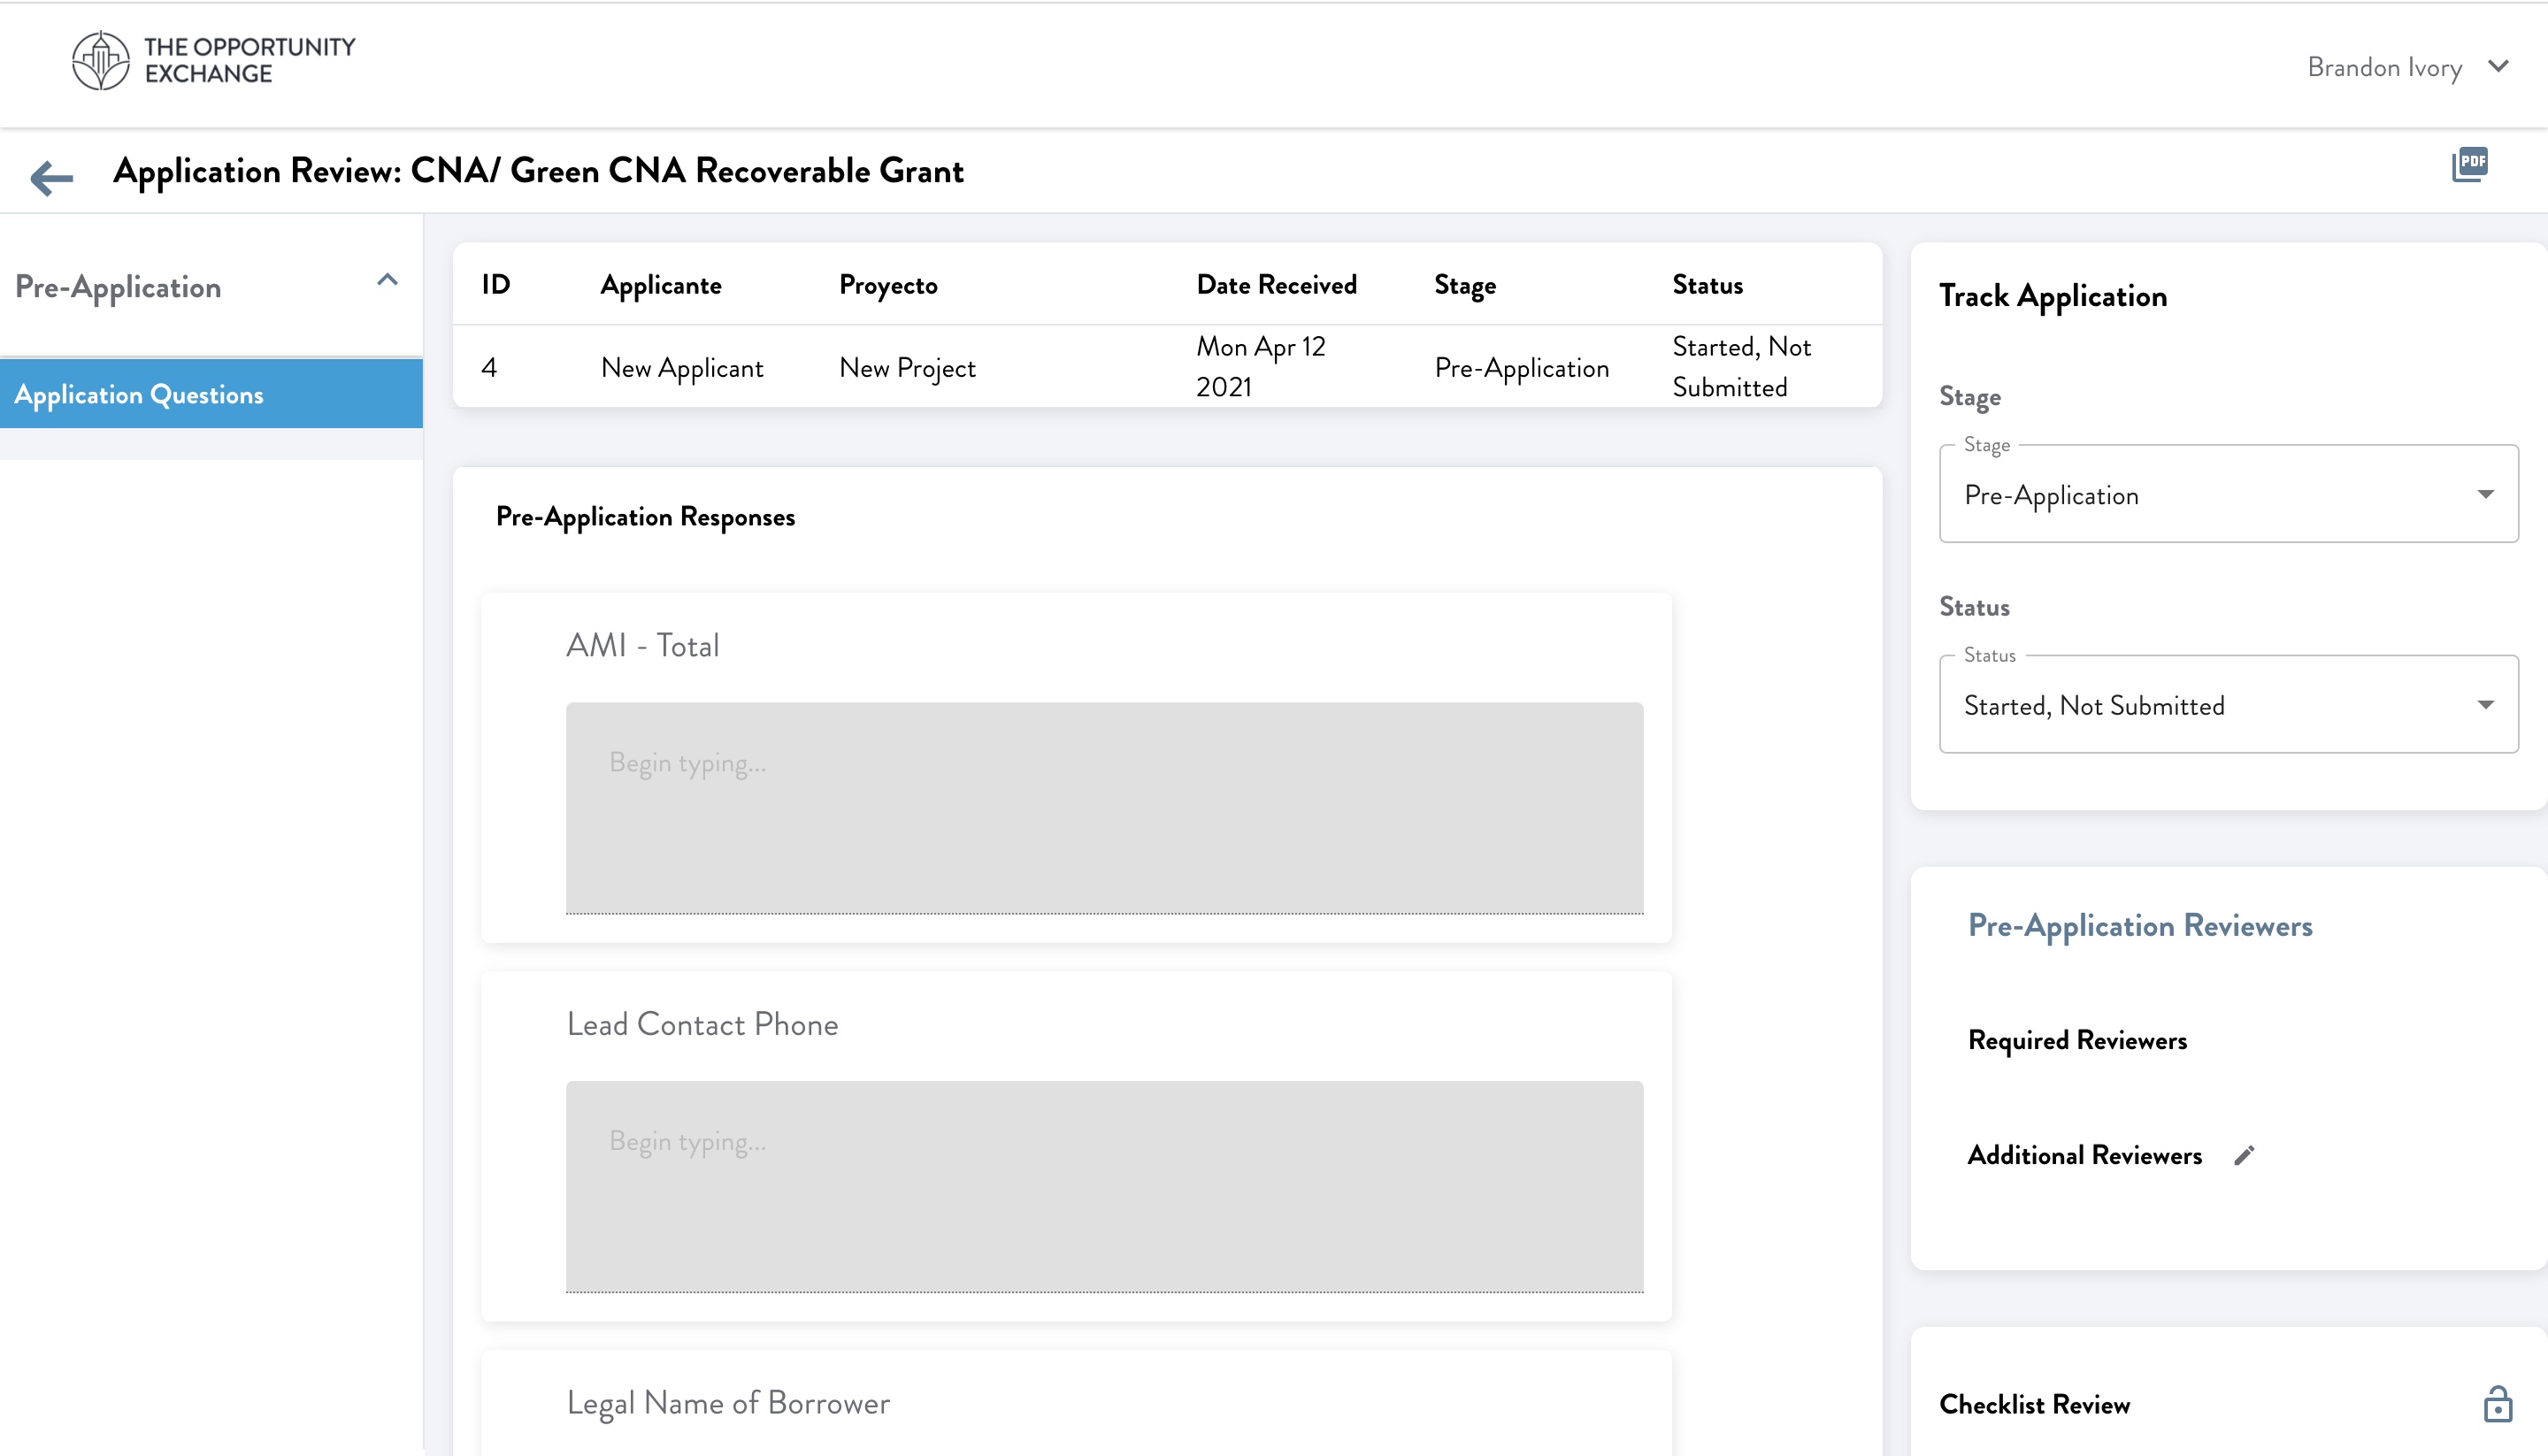 THE OPPORTUNITY
EXCHANGE
Brandon Ivory
Application Review: CNA/ Green CNA Recoverable Grant
PDF
Pre-Application
Application Questions
ID Applicante Proyecto Date Received Stage Status
4 New Applicant New Project Mon Apr 12 2021 Pre-Application Started, Not Submitted
Pre-Application Responses
AMI - Total
Begin typing...
Lead Contact Phone
Begin typing...
Legal Name of Borrower
Track Application
Stage
Stage
Pre-Application
Status
Status
Started, Not Submitted
Pre-Application Reviewers
Required Reviewers
Additional Reviewers
Checklist Review